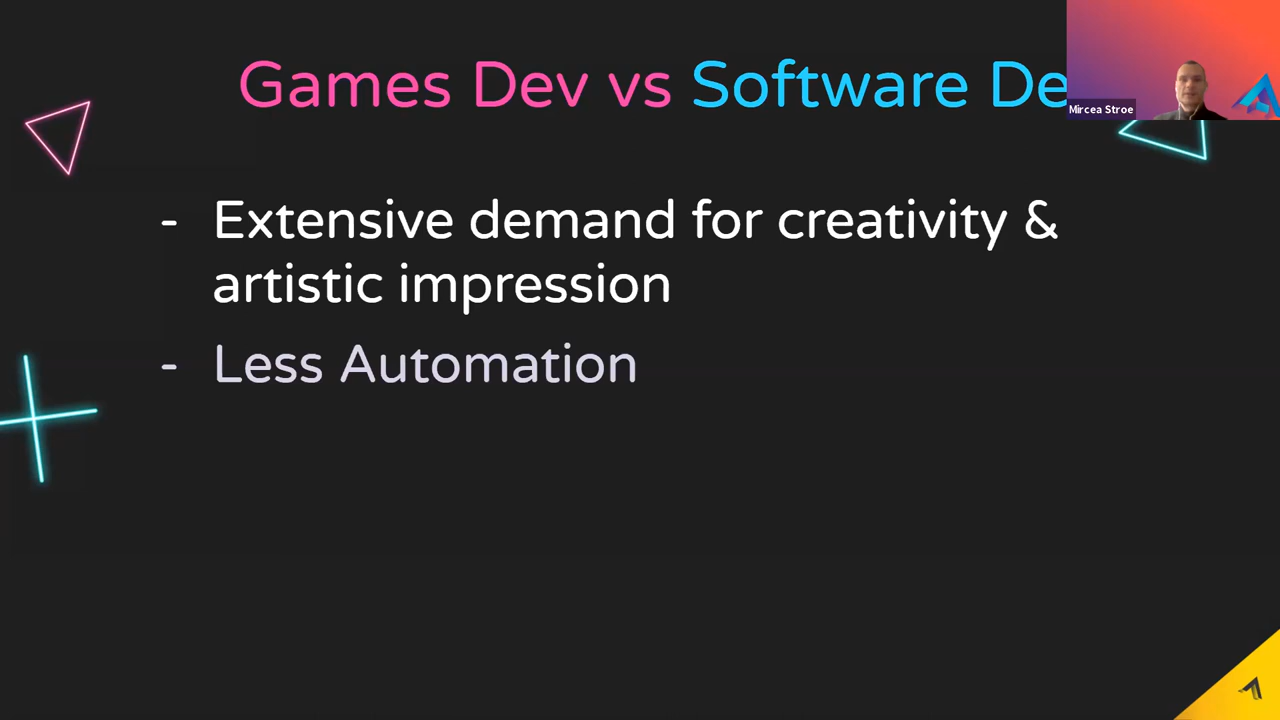 Games Dev vs Software De
Mircea Stroe
- Extensive demand for creativity &
artistic impression
- Less Automation